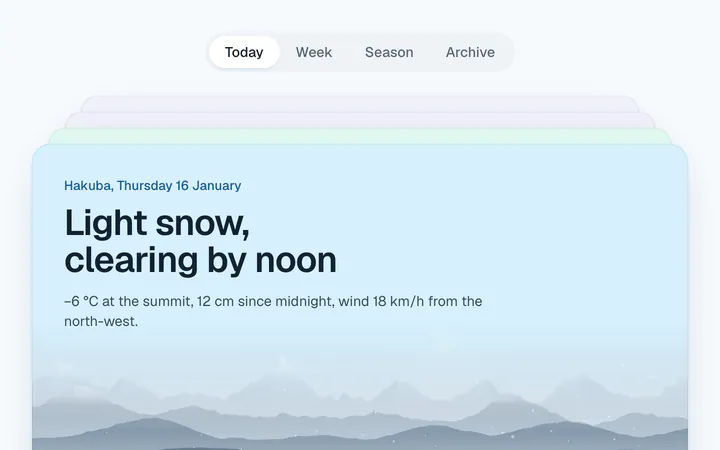 Today Week Season Archive
Hakuba, Thursday 16 January
Light snow,
clearing by noon
−6 °C at the summit, 12 cm since midnight, wind 18 km/h from the
north-west.